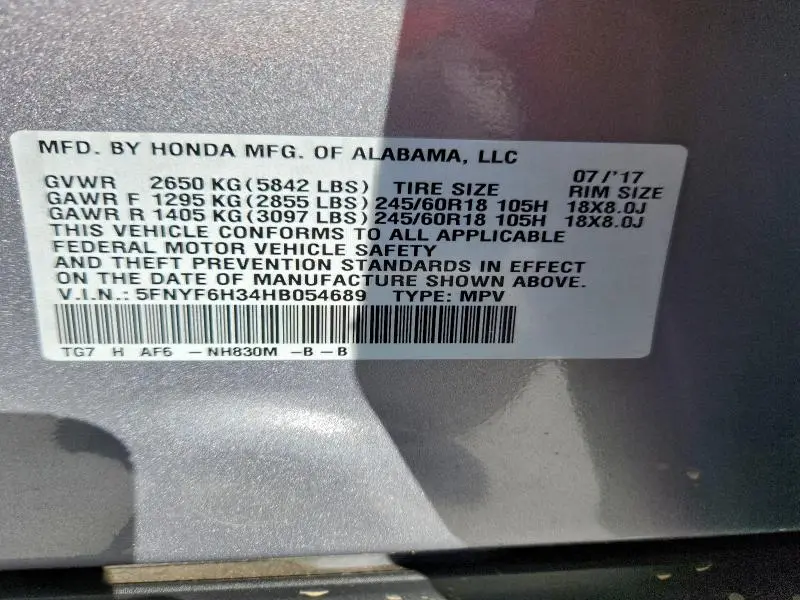 MFD. BY HONDA MFG. OF ALABAMA, LLC 07/'17
GVWR 2650 KG (5842 LBS) TIRE SIZE RIM SIZE
GAWR F 1295 KG (2855 LBS) 245/60R18 105H 18X8.0J
GAWR R 1405 KG (3097 LBS) 245/60R18 105H 18X8.0J
THIS VEHICLE CONFORMS TO ALL APPLICABLE
FEDERAL MOTOR VEHICLE SAFETY
AND THEFT PREVENTION STANDARDS IN EFFECT
ON THE DATE OF MANUFACTURE SHOWN ABOVE.
V.I.N.: 5FNYF6H34HB054689 TYPE: MPV
TG7 H AF6 - NH830M - B - B